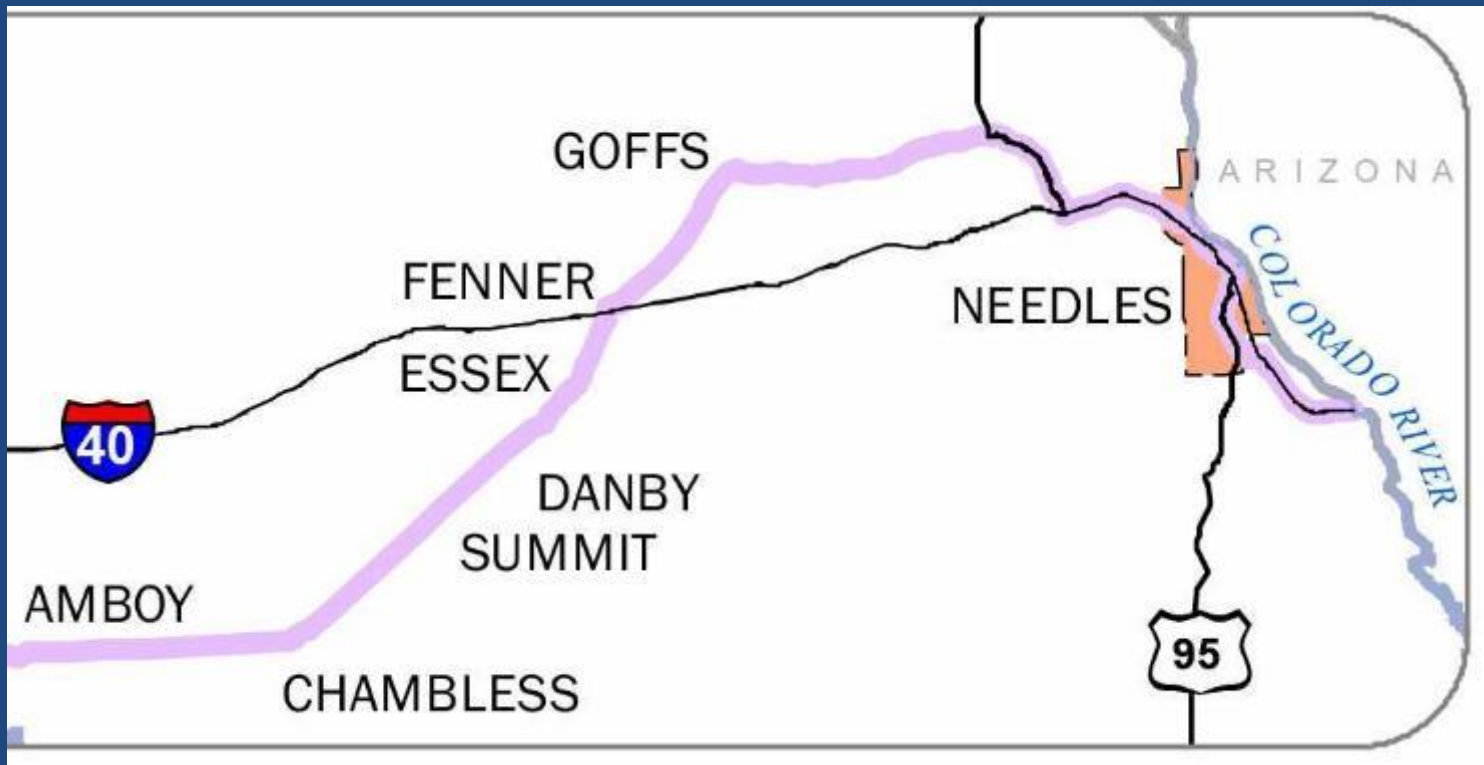 GOFFS
ARIZONA
FENNER
NEEDLES
COLORADO RIVER
ESSEX
40
DANBY
SUMMIT
AMBOY
95
CHAMBLESS